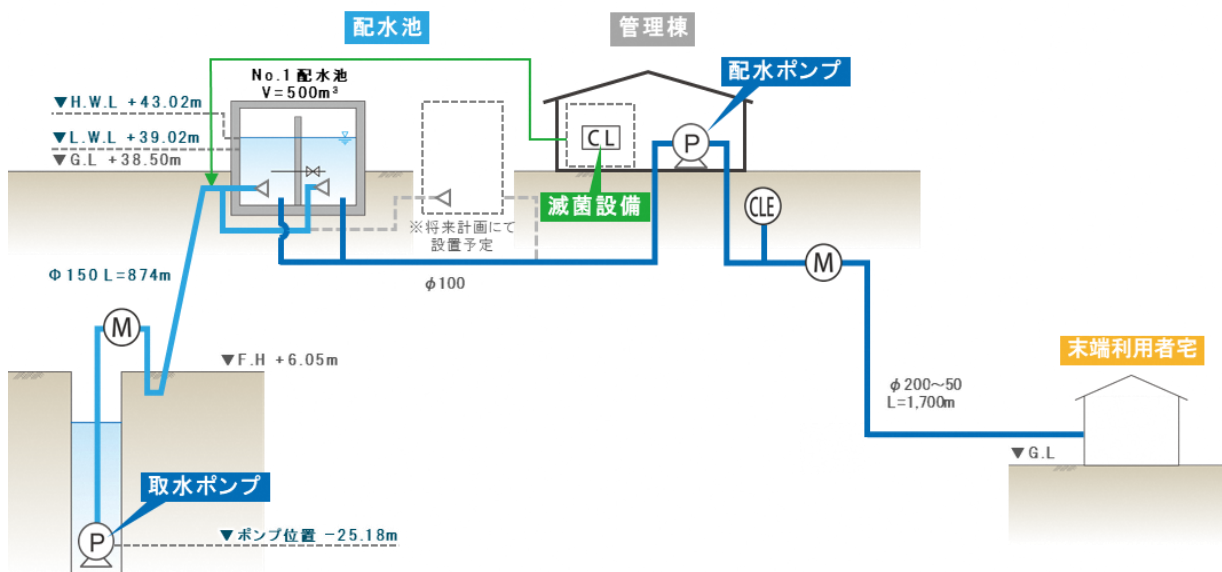 配水池
管理棟
No.1 配水池
V=500m³
配水ポンプ
▼H.W.L +43.02m
▼L.W.L +39.02m
▼G.L +38.50m
CL
P
滅菌設備
CLE
※将来計画にて
設置予定
Φ150 L=874m
φ100
M
M
▼F.H +6.05m
末端利用者宅
φ200～50
L=1,700m
▼G.L
取水ポンプ
P
▼ポンプ位置 −25.18m